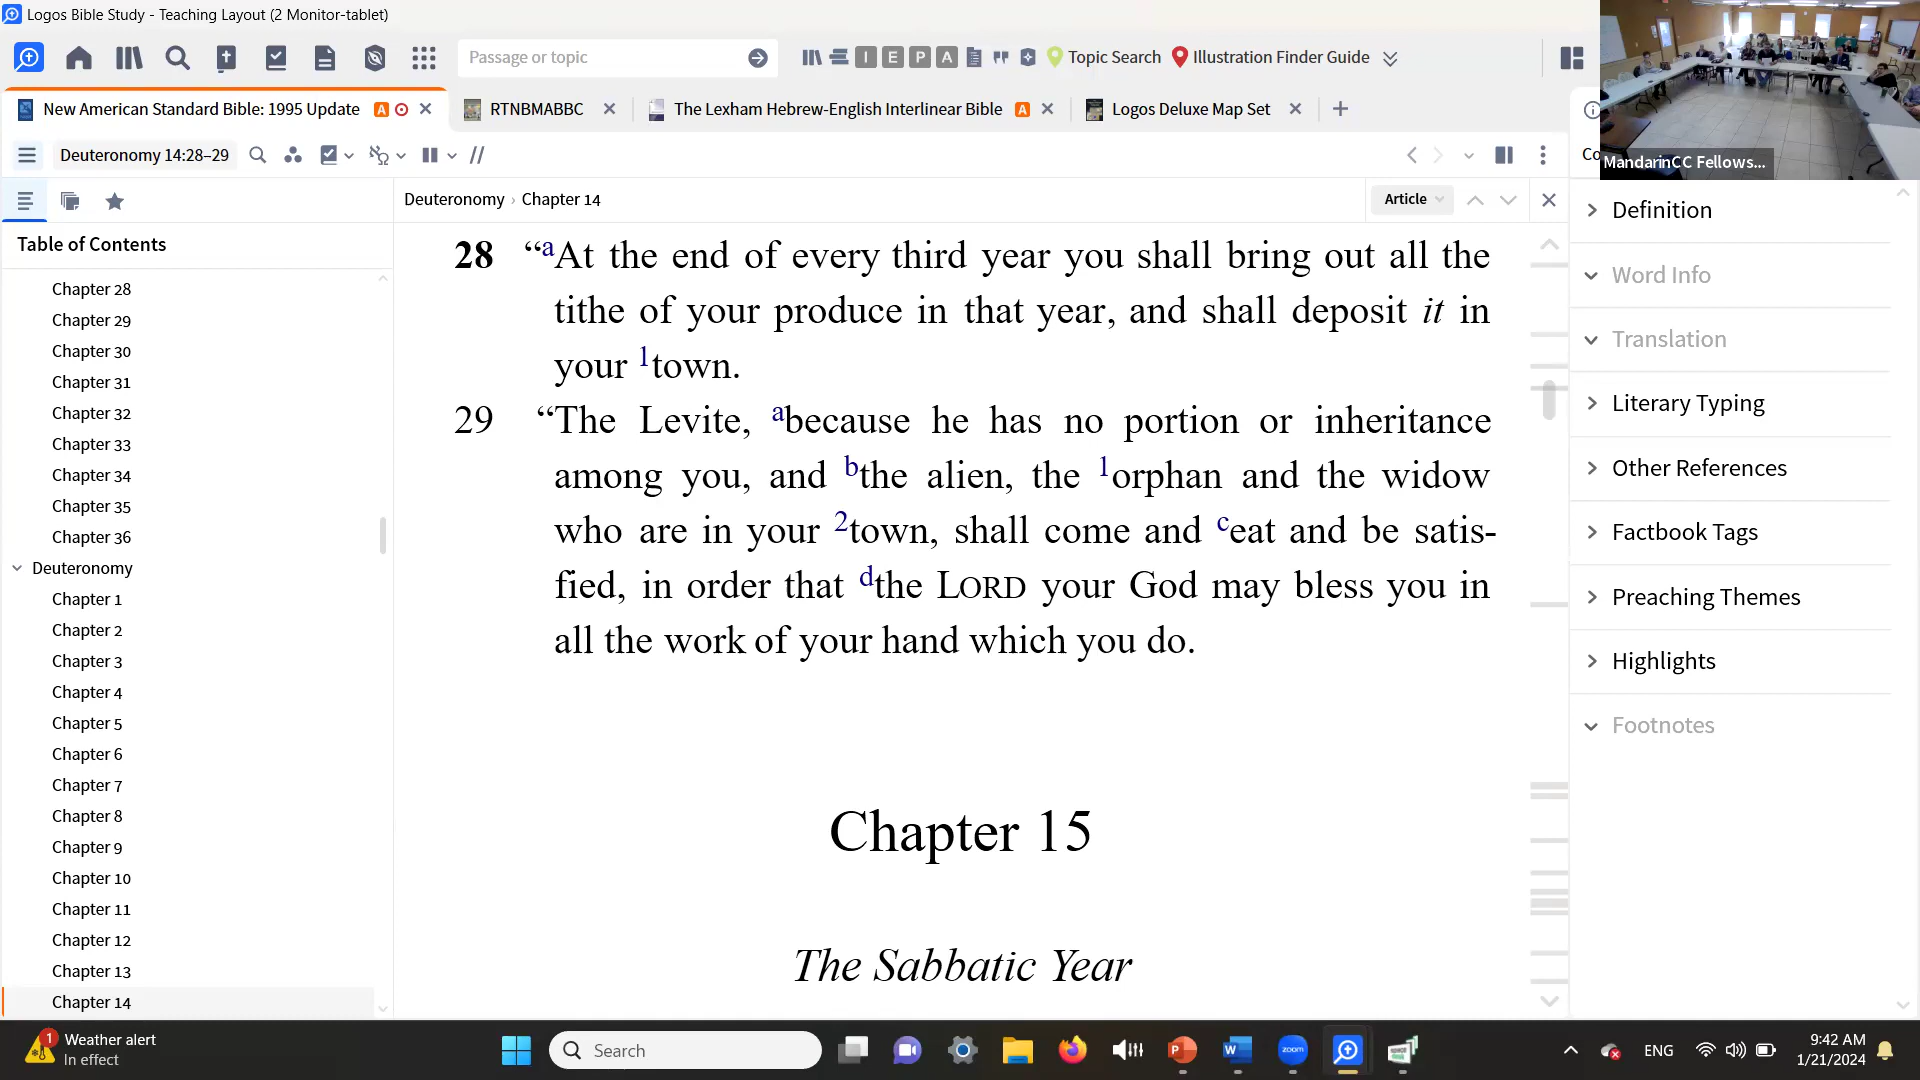 Logos Bible Study - Teaching Layout (2 Monitor-tablet)
Passage or topic
I E P A
Topic Search
Illustration Finder Guide
New American Standard Bible: 1995 Update A
RTNBMABBC
The Lexham Hebrew-English Interlinear Bible A
Logos Deluxe Map Set
Deuteronomy 14:28–29
Co
MandarinCC Fellows...
Deuteronomy › Chapter 14
Article
Table of Contents
Chapter 28
Chapter 29
Chapter 30
Chapter 31
Chapter 32
Chapter 33
Chapter 34
Chapter 35
Chapter 36
Deuteronomy
Chapter 1
Chapter 2
Chapter 3
Chapter 4
Chapter 5
Chapter 6
Chapter 7
Chapter 8
Chapter 9
Chapter 10
Chapter 11
Chapter 12
Chapter 13
Chapter 14
28 “aAt the end of every third year you shall bring out all the
tithe of your produce in that year, and shall deposit it in
your 1town.
29 “The Levite, abecause he has no portion or inheritance
among you, and bthe alien, the 1orphan and the widow
who are in your 2town, shall come and ceat and be satis-
fied, in order that dthe LORD your God may bless you in
all the work of your hand which you do.
Chapter 15
The Sabbatic Year
Definition
Word Info
Translation
Literary Typing
Other References
Factbook Tags
Preaching Themes
Highlights
Footnotes
1
Weather alert
In effect
Search
P
W
zoom
ENG
9:42 AM
1/21/2024